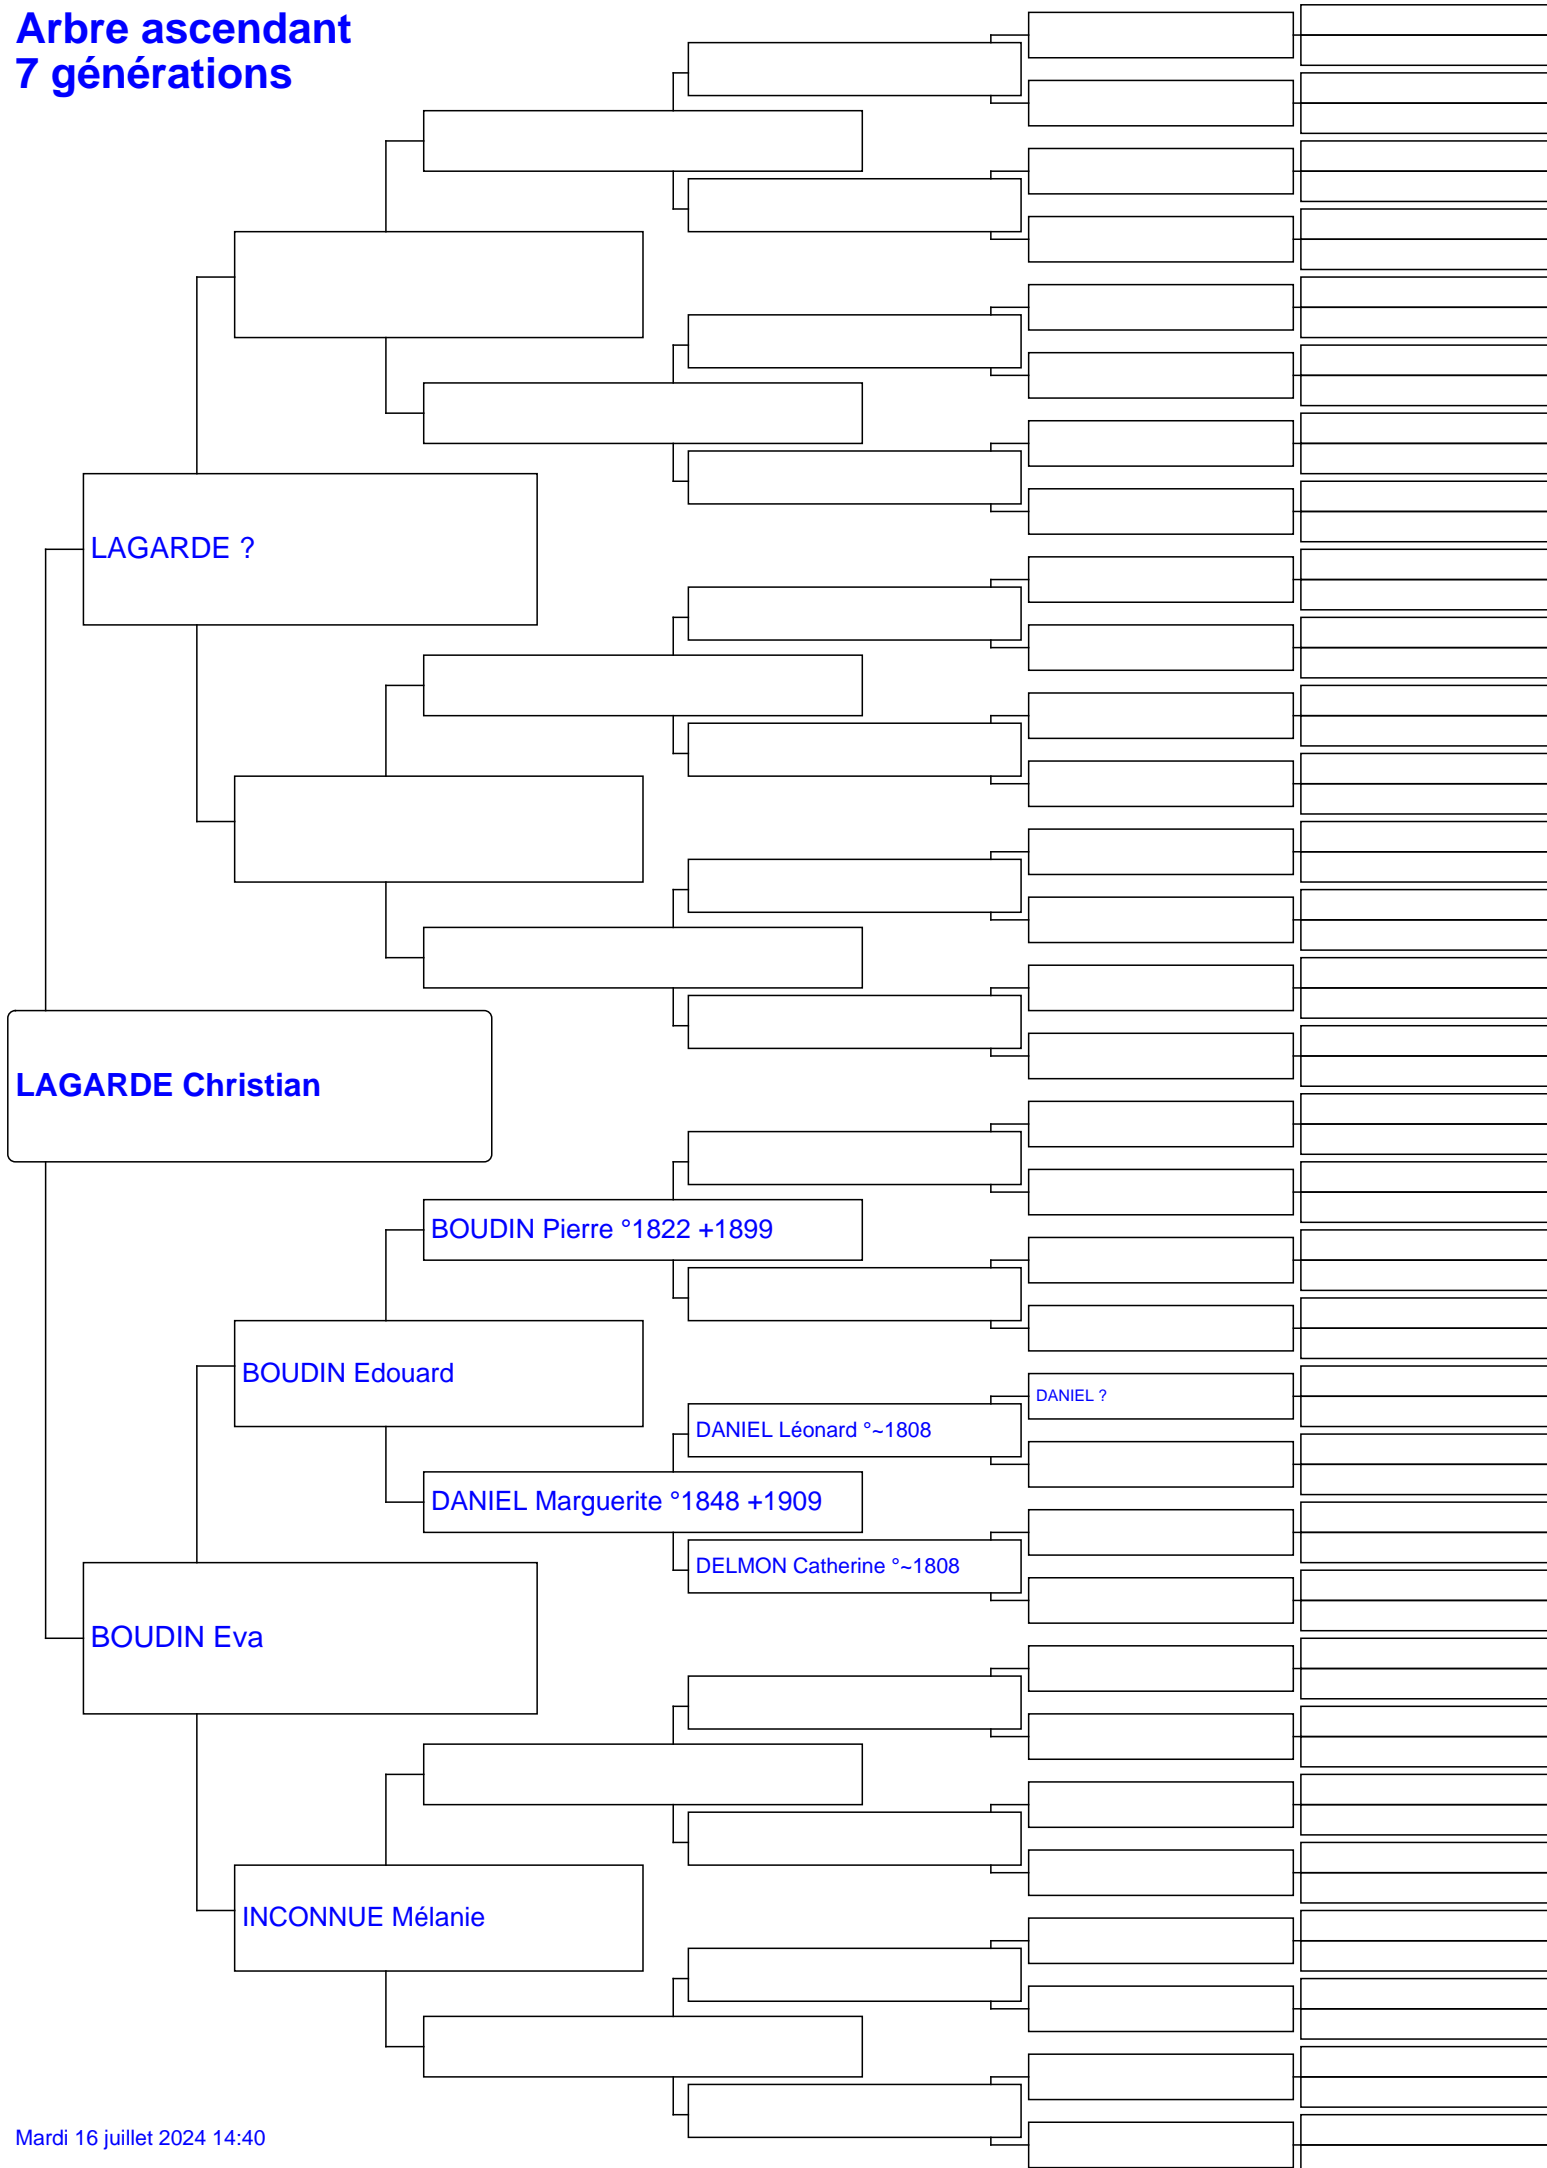 Arbre ascendant
7 générations
LAGARDE ?
LAGARDE Christian
BOUDIN Pierre °1822 +1899
BOUDIN Edouard
DANIEL ?
DANIEL Léonard °~1808
DANIEL Marguerite °1848 +1909
DELMON Catherine °~1808
BOUDIN Eva
INCONNUE Mélanie
Mardi 16 juillet 2024 14:40